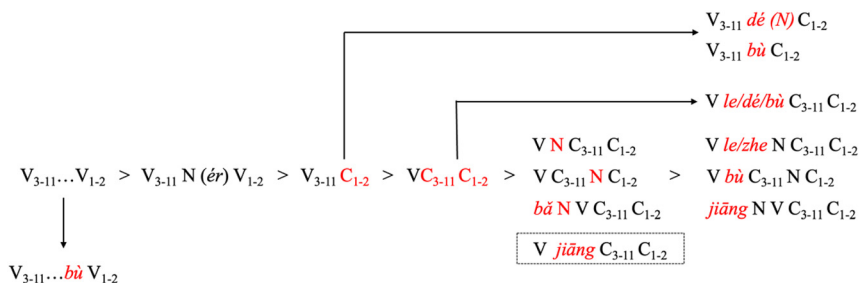 V₃₋₁₁ dé (N) C₁₋₂
V₃₋₁₁ bù C₁₋₂
V le/dé/bù C₃₋₁₁ C₁₋₂
V N C₃₋₁₁ C₁₋₂
V le/zhe N C₃₋₁₁ C₁₋₂
V₃₋₁₁…V₁₋₂ > V₃₋₁₁ N (ér) V₁₋₂ > V₃₋₁₁ C₁₋₂ > VC₃₋₁₁ C₁₋₂ > V C₃₋₁₁ N C₁₋₂ > V bù C₃₋₁₁ N C₁₋₂
bǎ N V C₃₋₁₁ C₁₋₂
jiāng N V C₃₋₁₁ C₁₋₂
V jiāng C₃₋₁₁ C₁₋₂
V₃₋₁₁…bù V₁₋₂